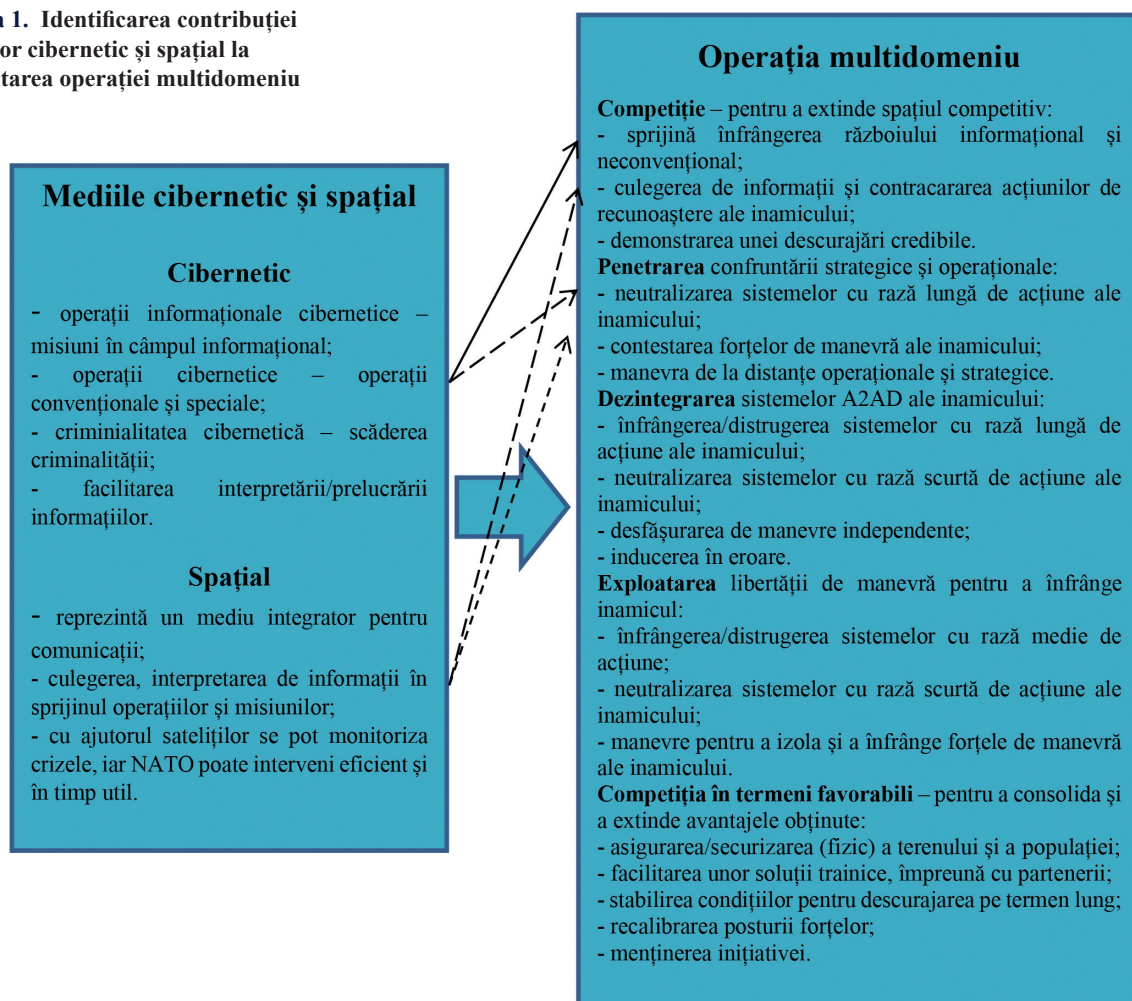 1. Identificarea contribuției
or cibernetic și spațial la
tarea operației multidomeniu
Mediile cibernetic și spațial
Cibernetic
- operații informaționale cibernetice –
misiuni în câmpul informațional;
- operații cibernetice – operații
convenționale și speciale;
- criminialitatea cibernetică – scăderea
criminalității;
- facilitarea interpretării/prelucrării
informațiilor.
Spațial
- reprezintă un mediu integrator pentru
comunicații;
- culegerea, interpretarea de informații în
sprijinul operațiilor și misiunilor;
- cu ajutorul sateliților se pot monitoriza
crizele, iar NATO poate interveni eficient și
în timp util.
Operația multidomeniu
Competiție – pentru a extinde spațiul competitiv:
- sprijină înfrângerea războiului informațional și
neconvențional;
- culegerea de informații și contracararea acțiunilor de
recunoaștere ale inamicului;
- demonstrarea unei descurajări credibile.
Penetrarea confruntării strategice și operaționale:
- neutralizarea sistemelor cu rază lungă de acțiune ale
inamicului;
- contestarea forțelor de manevră ale inamicului;
- manevra de la distanțe operaționale și strategice.
Dezintegrarea sistemelor A2AD ale inamicului:
- înfrângerea/distrugerea sistemelor cu rază lungă de
acțiune ale inamicului;
- neutralizarea sistemelor cu rază scurtă de acțiune ale
inamicului;
- desfășurarea de manevre independente;
- inducerea în eroare.
Exploatarea libertății de manevră pentru a înfrânge
inamicul:
- înfrângerea/distrugerea sistemelor cu rază medie de
acțiune;
- neutralizarea sistemelor cu rază scurtă de acțiune ale
inamicului;
- manevre pentru a izola și a înfrânge forțele de manevră
ale inamicului.
Competiția în termeni favorabili – pentru a consolida și
a extinde avantajele obținute:
- asigurarea/securizarea (fizic) a terenului și a populației;
- facilitarea unor soluții trainice, împreună cu partenerii;
- stabilirea condițiilor pentru descurajarea pe termen lung;
- recalibrarea posturii forțelor;
- menținerea inițiativei.